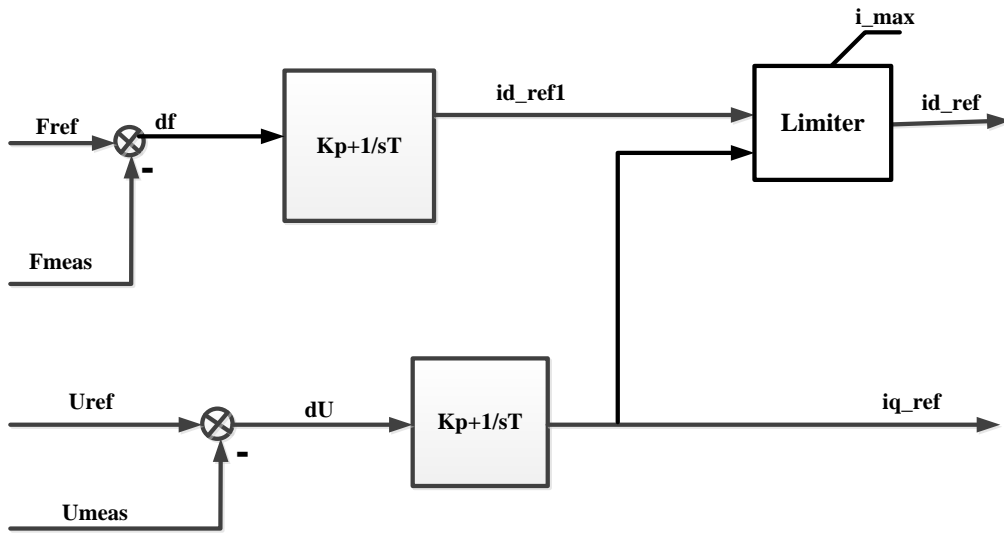 i_max
id_ref1
Fref
df
Kp+1/sT
Limiter
id_ref
-
Fmeas
Uref
dU
Kp+1/sT
iq_ref
-
Umeas